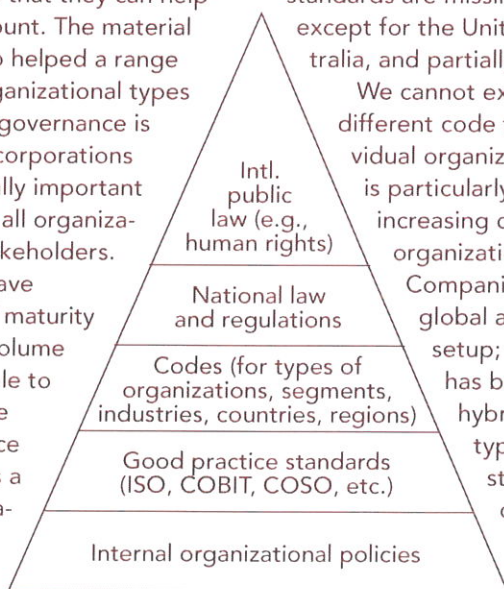 that they can help
ount. The material
helped a range
ganizational types
governance is
corporations
lly important
all organiza-
keholders.
ave
maturity
olume
le to
e
ce
s a
a-
Intl.
public
law (e.g.,
human rights)
National law
and regulations
Codes (for types of
organizations, segments,
industries, countries, regions)
Good practice standards
(ISO, COBIT, COSO, etc.)
Internal organizational policies
standards are missin
except for the Unit
tralia, and partiall
We cannot ex
different code
vidual organiz
is particularly
increasing
organizati
Compani
global a
setup;
has b
hybr
typ
st